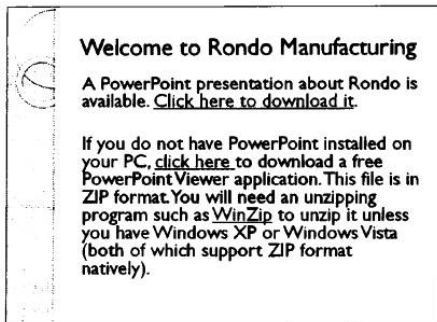 Welcome to Rondo Manufacturing
A PowerPoint presentation about Rondo is
available. Click here to download it.
If you do not have PowerPoint installed on
your PC, click here to download a free
PowerPoint Viewer application. This file is in
ZIP format. You will need an unzipping
program such as WinZip to unzip it unless
you have Windows XP or Windows Vista
(both of which support ZIP format
natively).